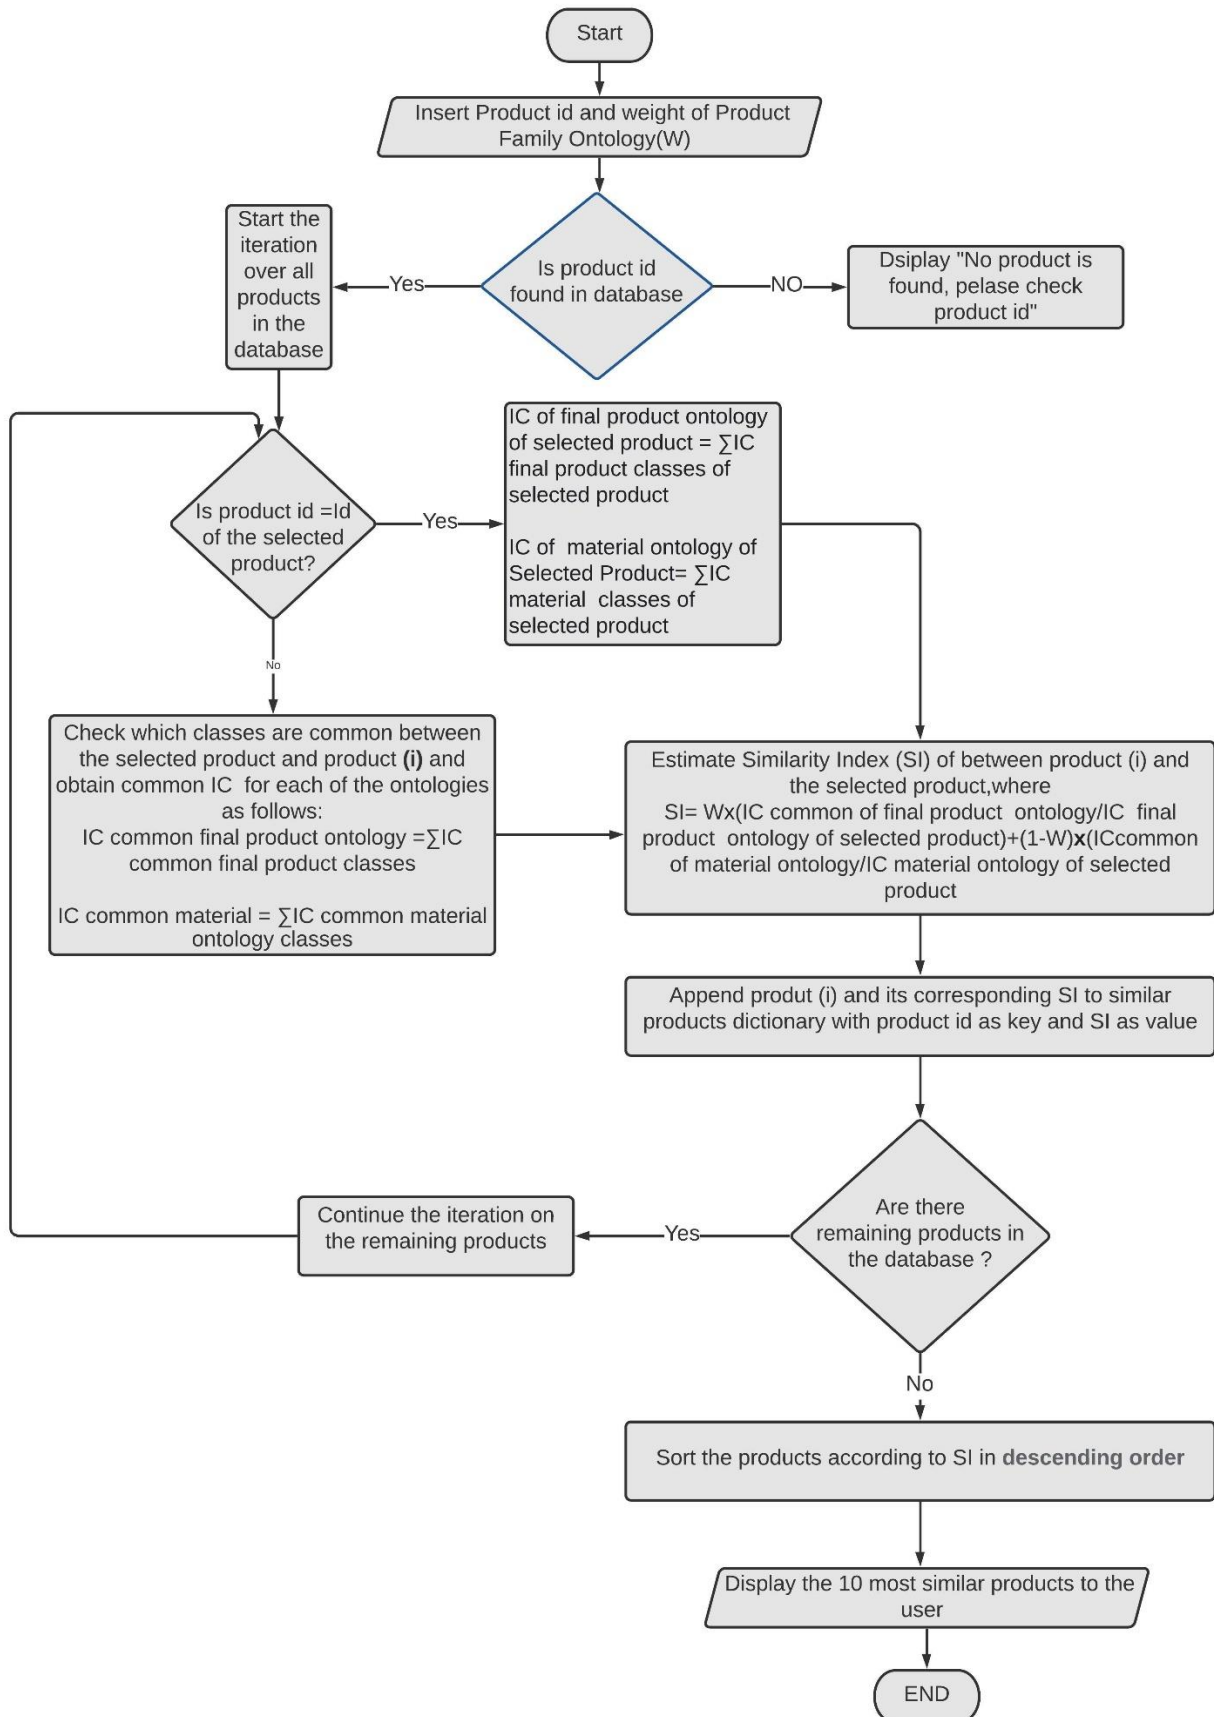 Start
Insert Product id and weight of Product
Family Ontology(W)
Is product id
found in database
Yes
NO
Start the
iteration
over all
products
in the
database
Dsiplay "No product is
found, pelase check
product id"
Is product id =Id
of the selected
product?
Yes
No
IC of final product ontology
of selected product = ∑IC
final product classes of
selected product
IC of  material ontology of
Selected Product= ∑IC
material  classes of
selected product
Check which classes are common between
the selected product and product (i) and
obtain common IC  for each of the ontologies
as follows:
IC common final product ontology =∑IC
common final product classes
IC common material = ∑IC common material
ontology classes
Estimate Similarity Index (SI) of between product (i) and
the selected product,where
SI= Wx(IC common of final product  ontology/IC  final
product  ontology of selected product)+(1-W)x(ICcommon
of material ontology/IC material ontology of selected
product
Append produt (i) and its corresponding SI to similar
products dictionary with product id as key and SI as value
Are there
remaining products in
the database ?
Yes
Continue the iteration on
the remaining products
No
Sort the products according to SI in descending order
Display the 10 most similar products to the
user
END